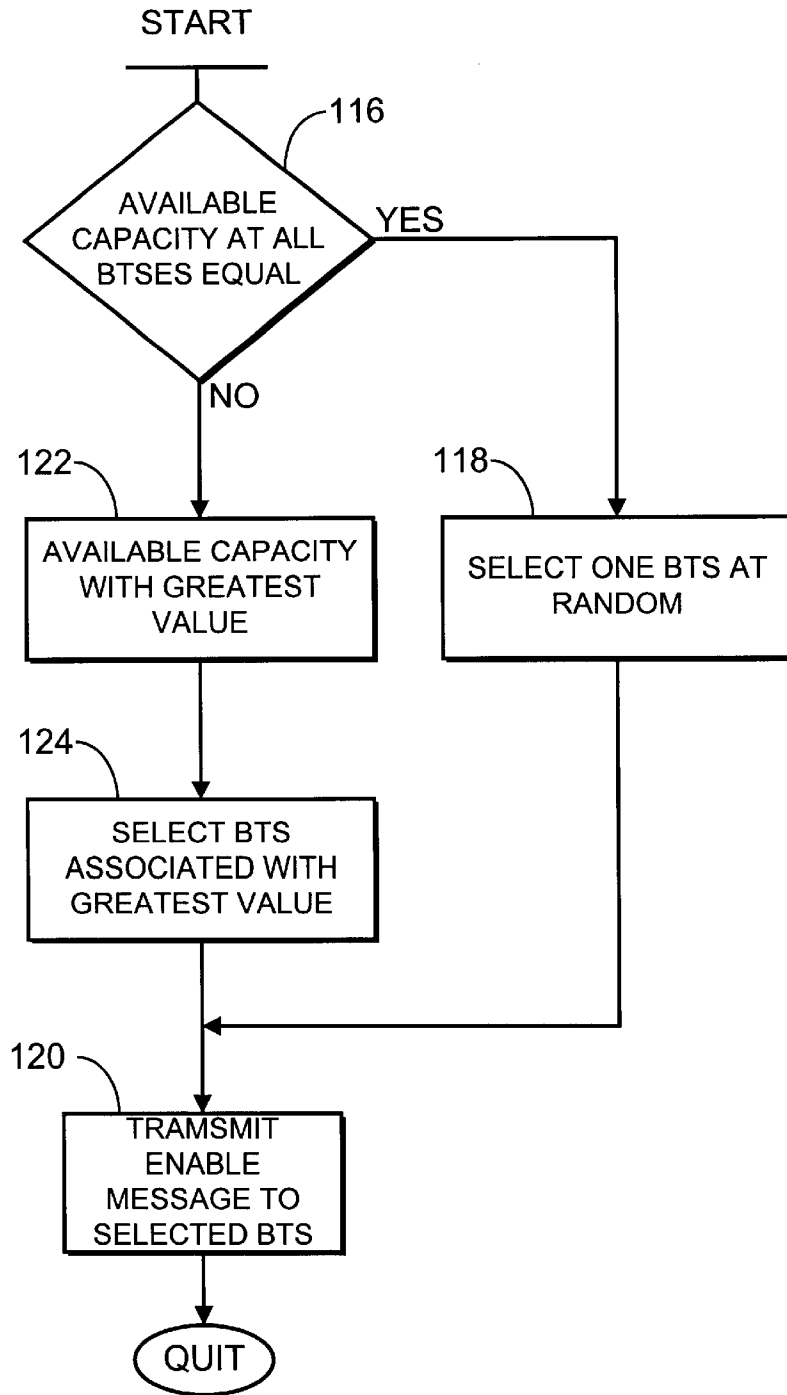 START
116
AVAILABLE
CAPACITY AT ALL
BTSES EQUAL
YES
NO
122
AVAILABLE CAPACITY
WITH GREATEST
VALUE
118
SELECT ONE BTS AT
RANDOM
124
SELECT BTS
ASSOCIATED WITH
GREATEST VALUE
120
TRAMSMIT
ENABLE
MESSAGE TO
SELECTED BTS
QUIT